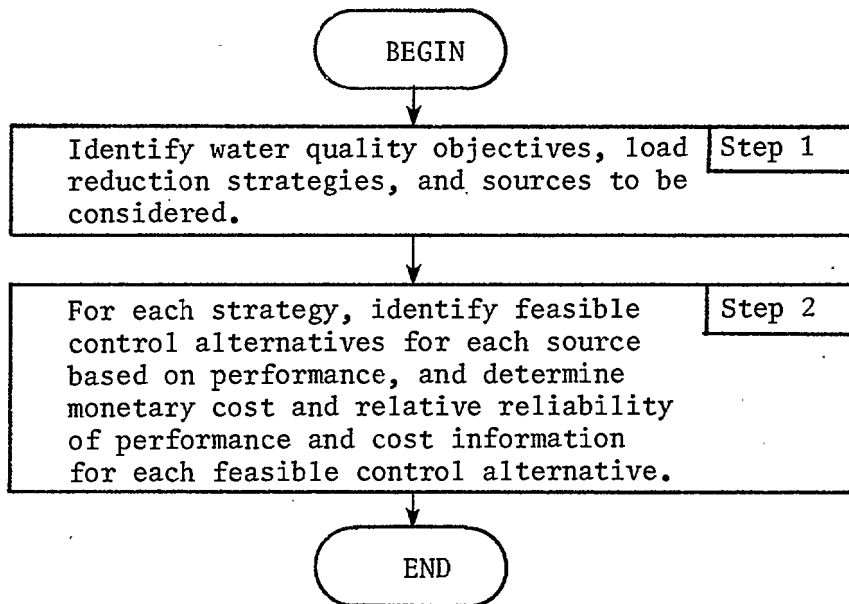 BEGIN
Identify water quality objectives, load
reduction strategies, and sources to be
considered.
Step 1
For each strategy, identify feasible
control alternatives for each source
based on performance, and determine
monetary cost and relative reliability
of performance and cost information
for each feasible control alternative.
Step 2
END